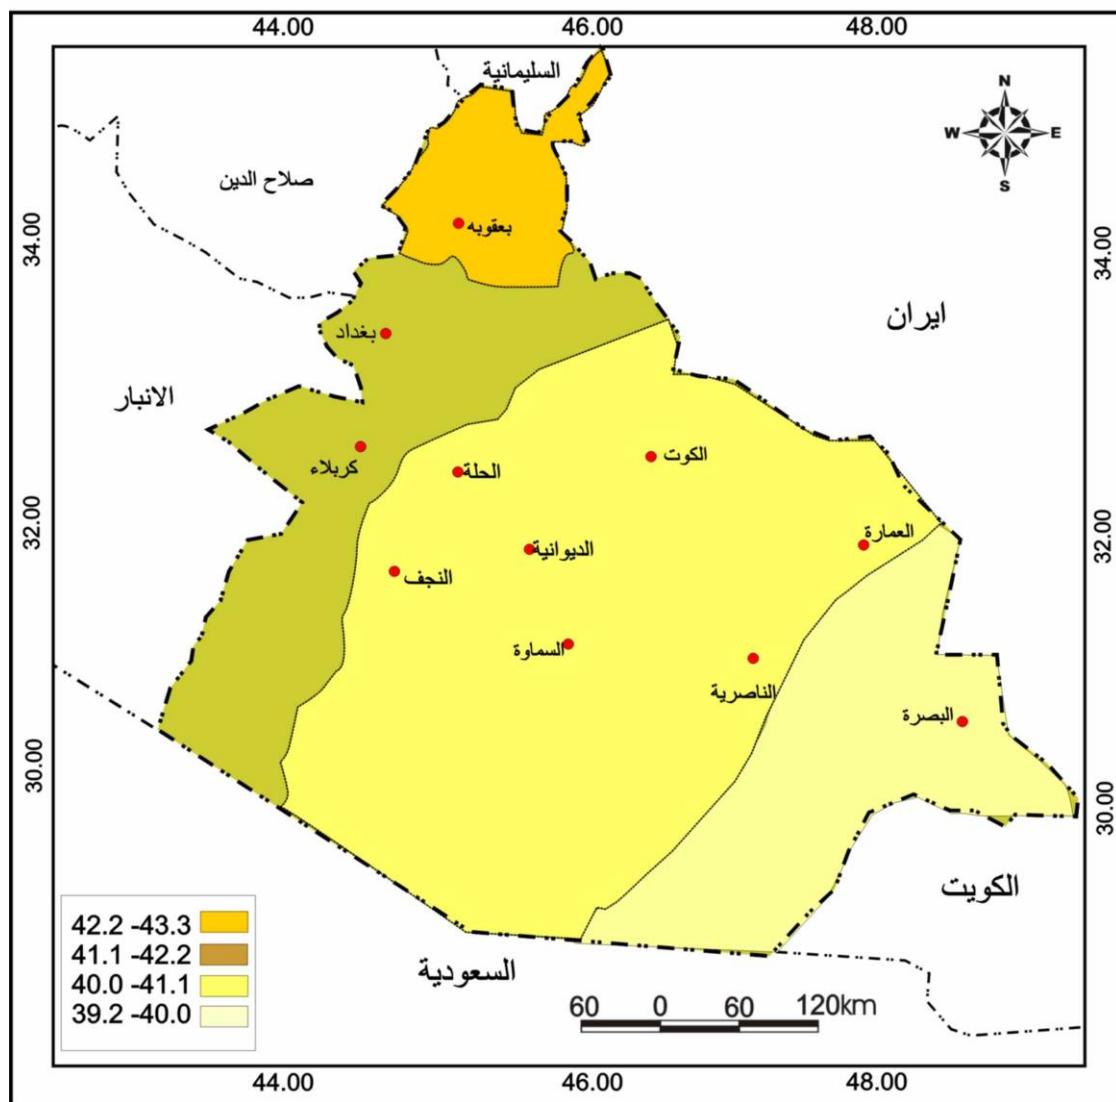 44.00 46.00 48.00
السليمانية
N
W E
S
صلاح الدين
بعقوبه
34.00
34.00
ايران
بغداد
الانبار
كربلاء
الحلة
الكوت
32.00
32.00
العمارة
الديوانية
النجف
السماوة
الناصرية
البصرة
30.00
30.00
الكويت
42.2 -43.3
41.1 -42.2
40.0 -41.1
39.2 -40.0
السعودية
60 0 60 120km
44.00 46.00 48.00